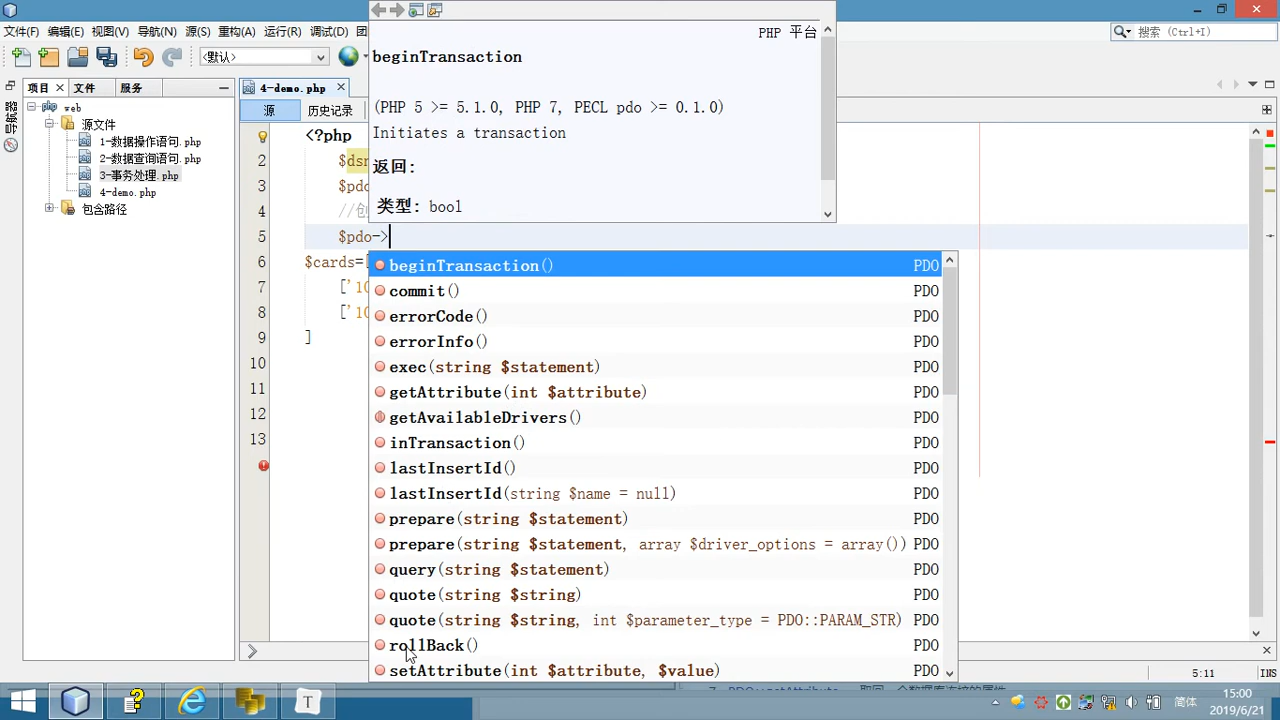 文件(F) 编辑(E) 视图(V) 导航(N) 源(S) 重构(A) 运行(R) 调试(D) 团
搜索 (Ctrl+I)
<默认>
项目 文件 服务
4-demo.php
源 历史记录
web
源文件
1-数据操作语句.php
2-数据查询语句.php
3-事务处理.php
4-demo.php
包含路径
PHP 平台
beginTransaction
(PHP 5 >= 5.1.0, PHP 7, PECL pdo >= 0.1.0)
Initiates a transaction
返回:
类型: bool
<?php
2 $dsn
3 $pdo
4 //创
5 $pdo->
6 $cards=[
7 ['10
8 ['10
9 ]
10
11
12
13
beginTransaction() PDO
commit() PDO
errorCode() PDO
errorInfo() PDO
exec(string $statement) PDO
getAttribute(int $attribute) PDO
getAvailableDrivers() PDO
inTransaction() PDO
lastInsertId() PDO
lastInsertId(string $name = null) PDO
prepare(string $statement) PDO
prepare(string $statement, array $driver_options = array()) PDO
query(string $statement) PDO
quote(string $string) PDO
quote(string $string, int $parameter_type = PDO::PARAM_STR) PDO
rollBack() PDO
setAttribute(int $attribute, $value) PDO
5:11 INS
简体
15:00
2019/6/21